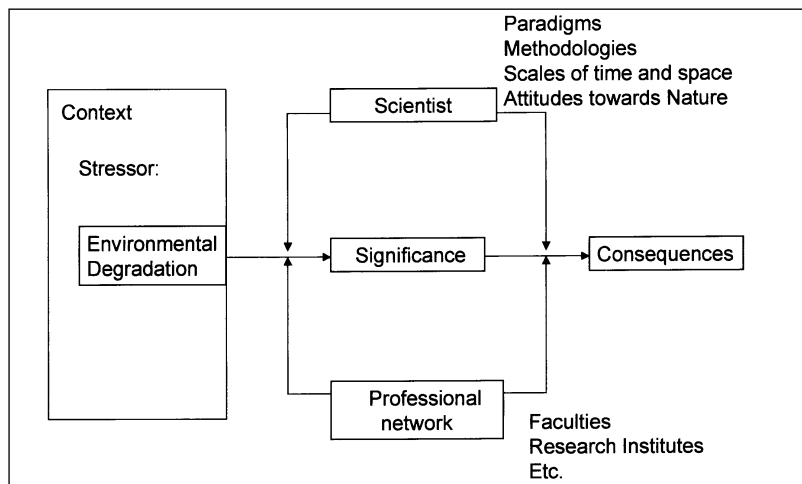 Paradigms
Methodologies
Scales of time and space
Attitudes towards Nature
Scientist
Context
Stressor:
Environmental
Degradation
Significance
Consequences
Professional
network
Faculties
Research Institutes
Etc.